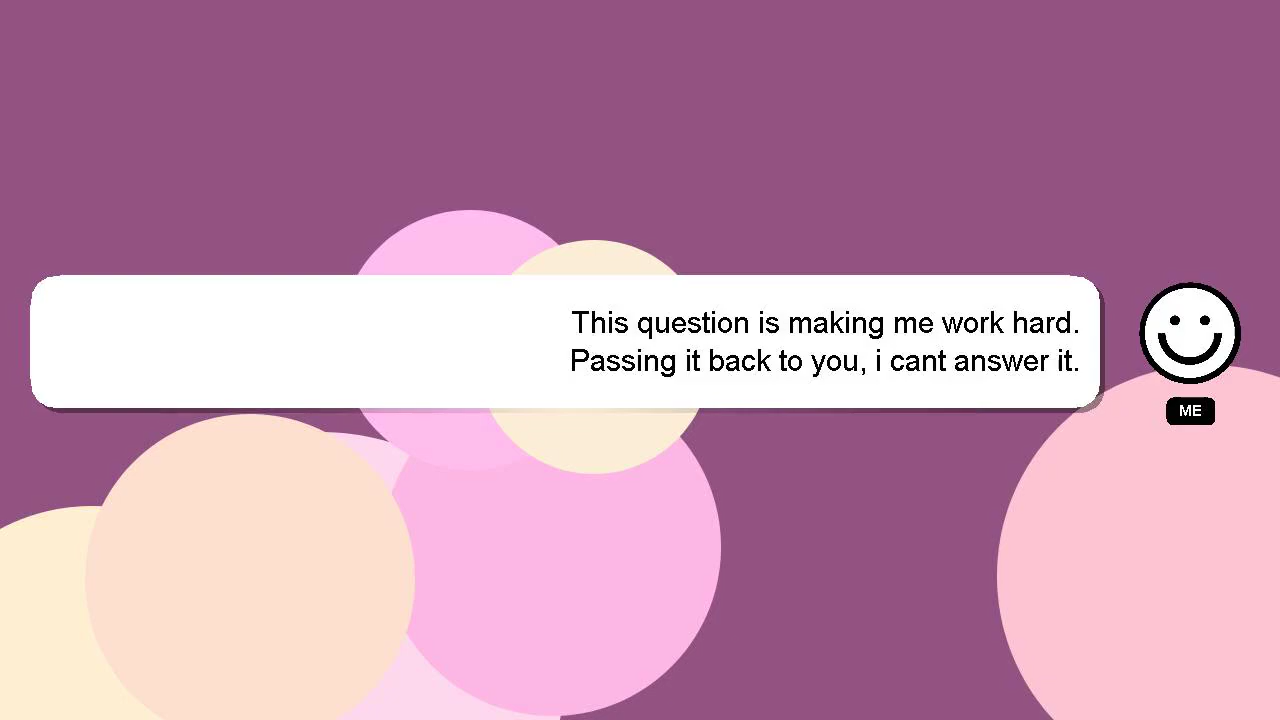 This question is making me work hard.
Passing it back to you, i cant answer it.
ME